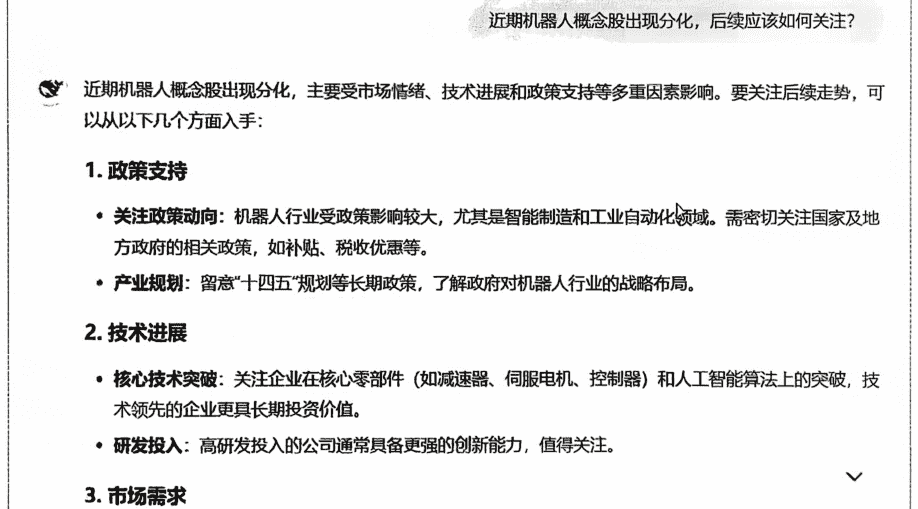 近期机器人概念股出现分化，后续应该如何关注？
近期机器人概念股出现分化，主要受市场情绪、技术进展和政策支持等多重因素影响。要关注后续走势，可
以从以下几个方面入手：
1. 政策支持
• 关注政策动向：机器人行业受政策影响较大，尤其是智能制造和工业自动化领域。需密切关注国家及地
方政府的相关政策，如补贴、税收优惠等。
• 产业规划：留意“十四五”规划等长期政策，了解政府对机器人行业的战略布局。
2. 技术进展
• 核心技术突破：关注企业在核心零部件（如减速器、伺服电机、控制器）和人工智能算法上的突破，技
术领先的企业更具长期投资价值。
• 研发投入：高研发投入的公司通常具备更强的创新能力，值得关注。
3. 市场需求